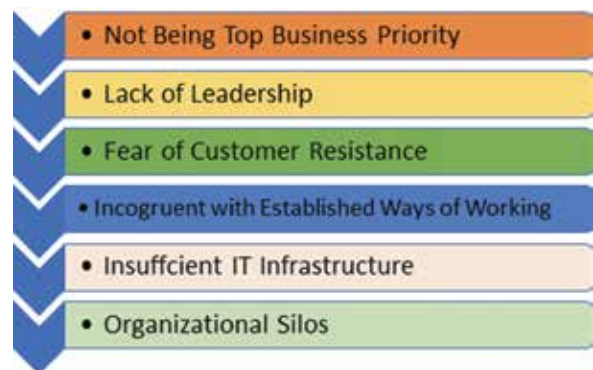 • Not Being Top Business Priority
• Lack of Leadership
• Fear of Customer Resistance
• Incogruent with Established Ways of Working
• Insuffcient IT Infrastructure
• Organizational Silos